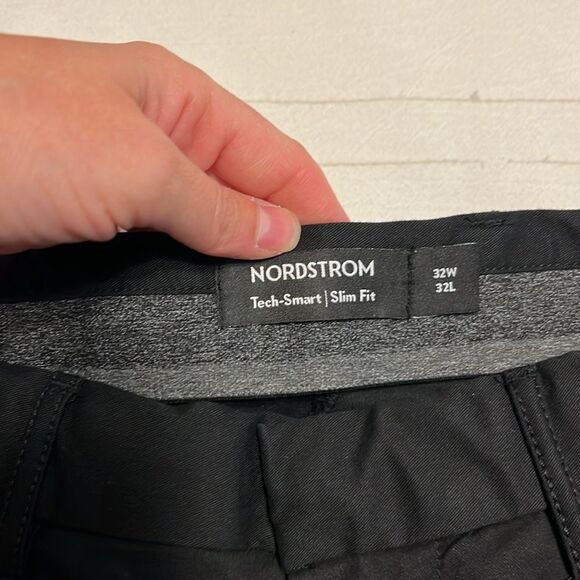 NORDSTROM
Tech-Smart | Slim Fit
32W
32L